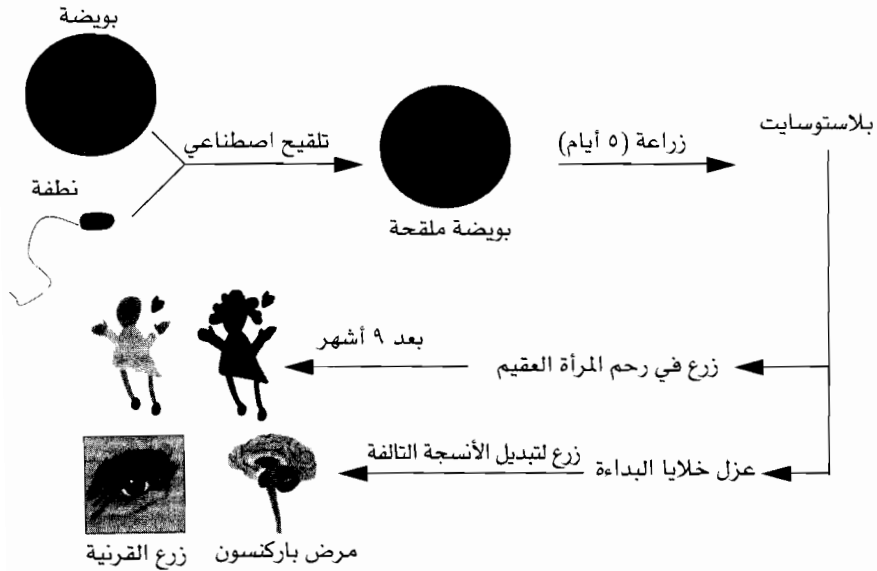 بويضة
نطفة
تلقيح اصطناعي
بويضة ملقحة
زراعة (٥ أيام)
بلاستوسايت
زرع في رحم المرأة العقيم
بعد ٩ أشهر
عزل خلايا البداءة
زرع لتبديل الأنسجة التالفة
مرض باركنسون
زرع القرنية